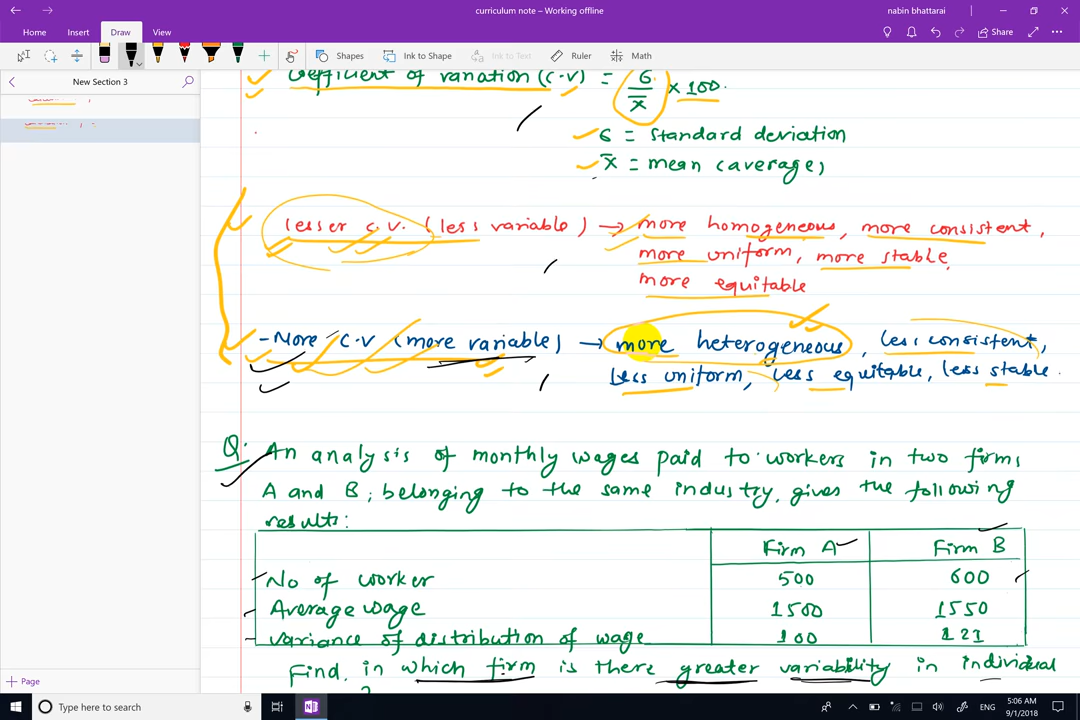 curriculum note – Working offline
nabin bhattarai
Home Insert Draw View
Share
Ink to Shape
Shapes
Ink to Text
Ruler
Math
New Section 3
Coefficient of variation (C.V) = σ/x̄ × 100.
σ = standard deviation
x̄ = mean (average)
lesser c.v. (less variable) → more homogeneous, more consistent,
more uniform, more stable,
more equitable
- More C.V (more variable) → more heterogeneous, less consistent,
less uniform, less equitable, less stable.
Q. An analysis of monthly wages paid to workers in two firms
A and B, belonging to the same industry, gives the following
results:
Firm A Firm B
No of worker 500 600
Average wage 1500 1550
variance of distribution of wage 100 121
Find, in which firm is there greater variability in individual
+ Page
Type here to search
ENG
5:06 AM
9/1/2018